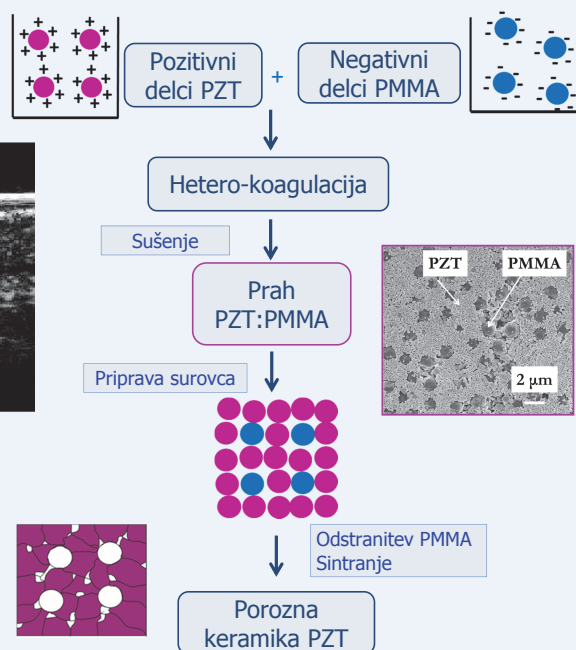 Pozitivni
delci PZT
+
Negativni
delci PMMA
Hetero-koagulacija
Sušenje
Prah
PZT:PMMA
PZT
PMMA
2 μm
Priprava surovca
Odstranitev PMMA
Sintranje
Porozna
keramika PZT